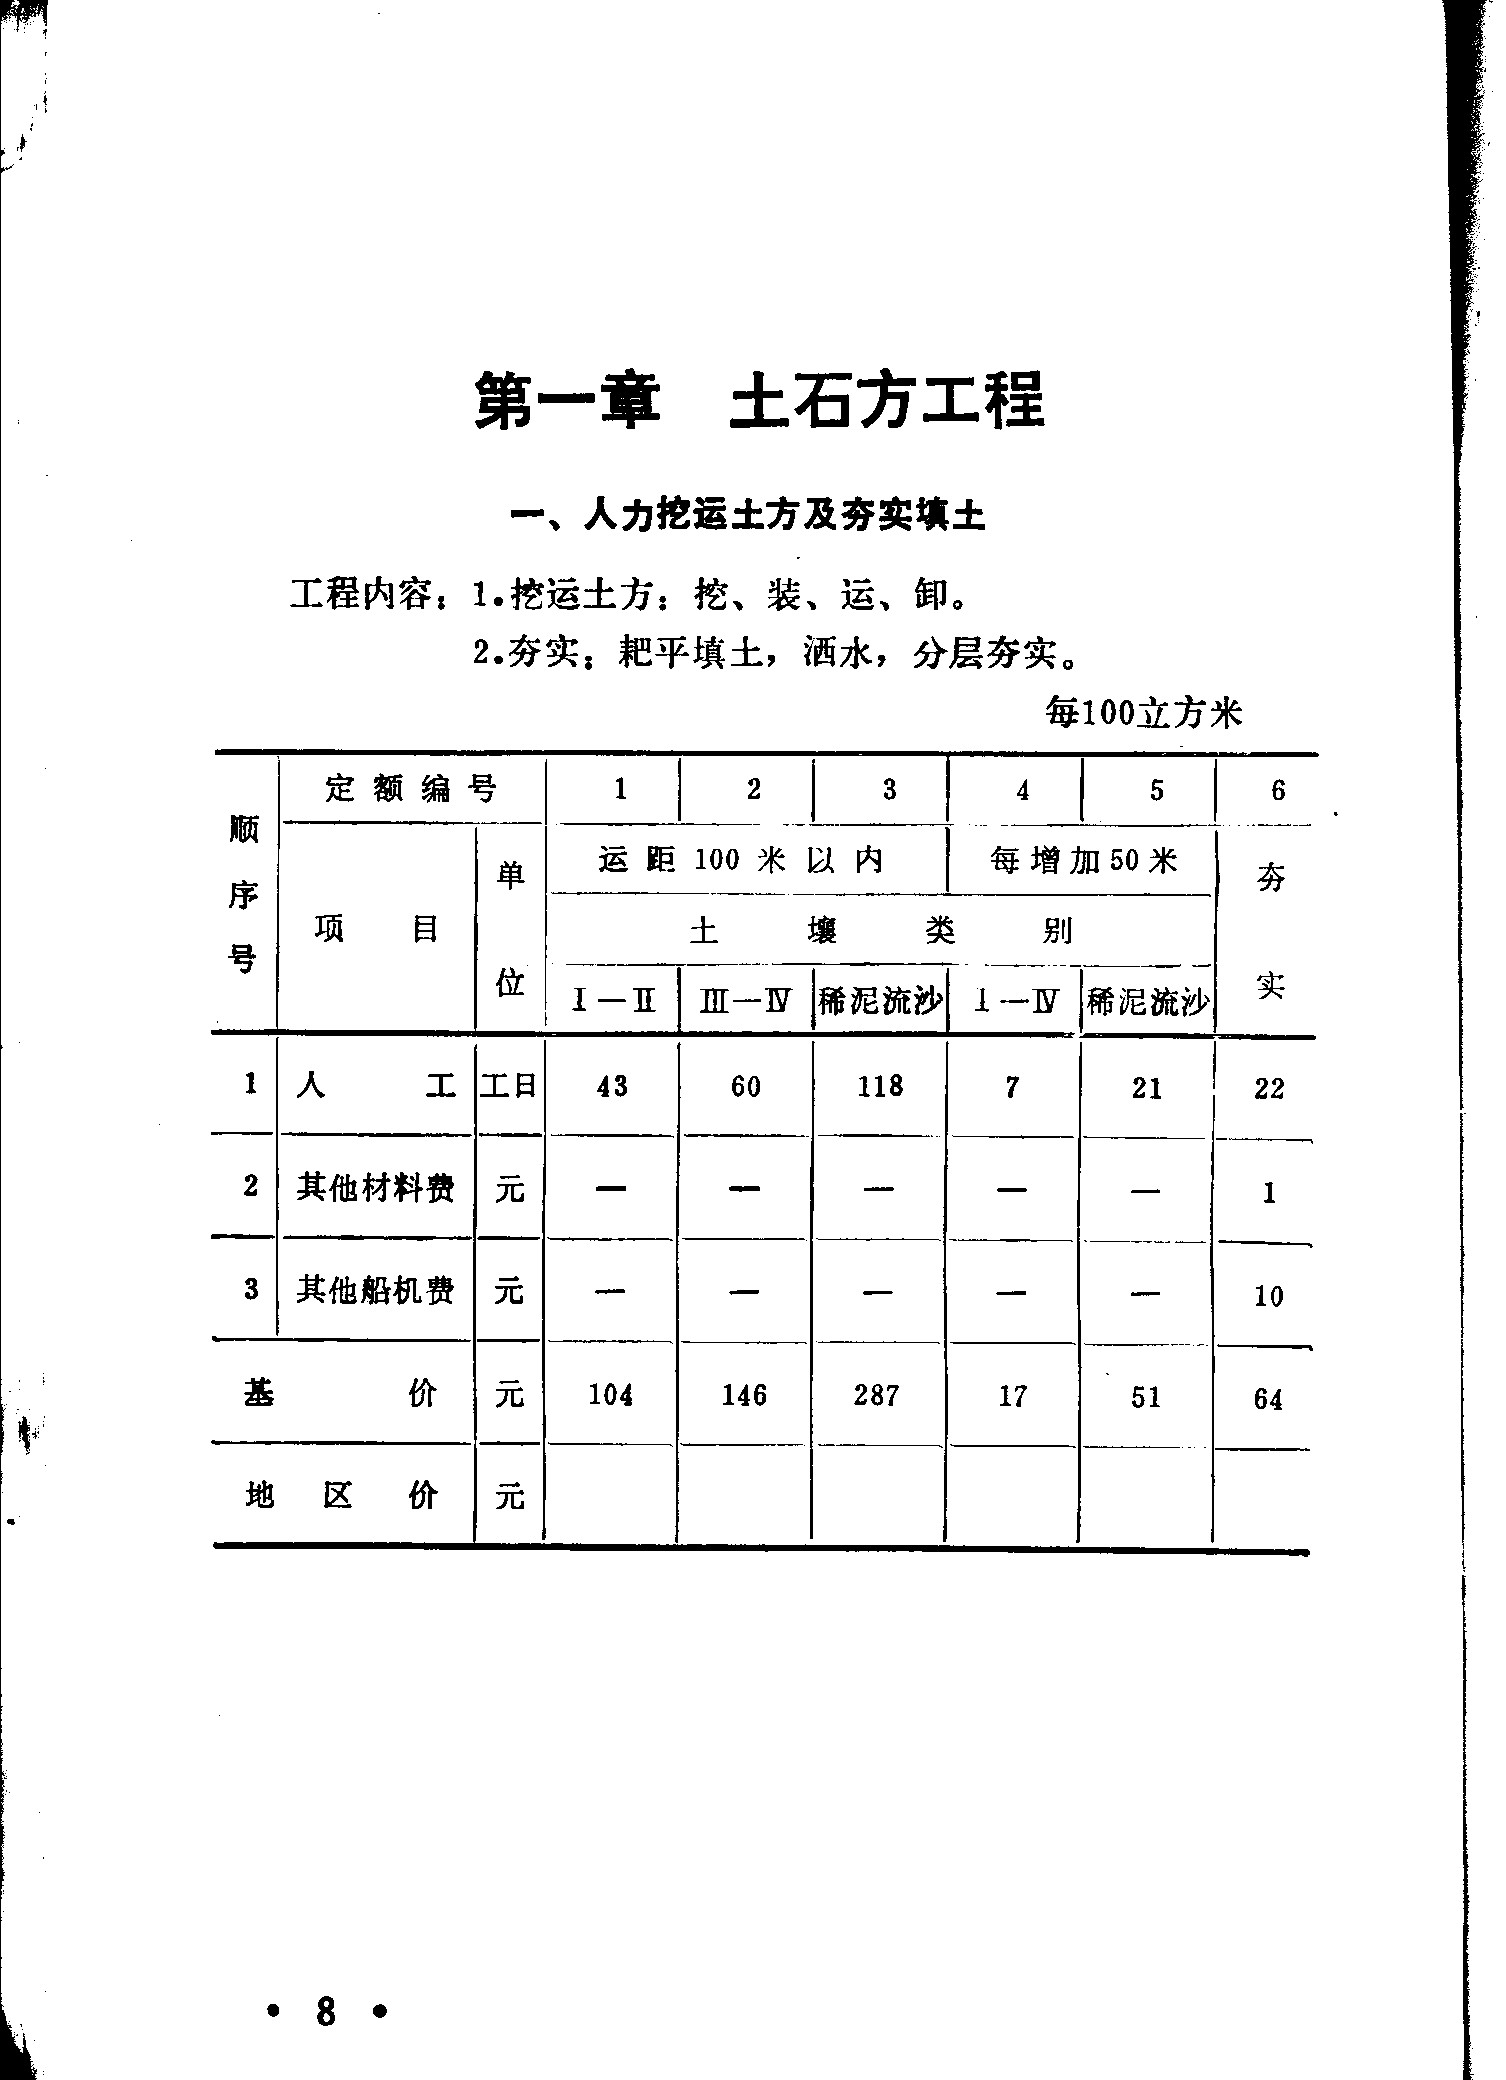 第一章 土石方工程
一、人力挖运土方及夯实填土
工程内容：1.挖运土方：挖、装、运、卸。
2.夯实：耙平填土，洒水，分层夯实。
每100立方米
顺序号 定额编号 1 2 3 4 5 6
项目 单位 运距100米以内 每增加50米 夯实
土壤类别
Ⅰ—Ⅱ Ⅲ—Ⅳ 稀泥流沙 Ⅰ—Ⅳ 稀泥流沙
1 人工 工日 43 60 118 7 21 22
2 其他材料费 元 — — — — — 1
3 其他船机费 元 — — — — — 10
基价 元 104 146 287 17 51 64
地区价 元
• 8 •